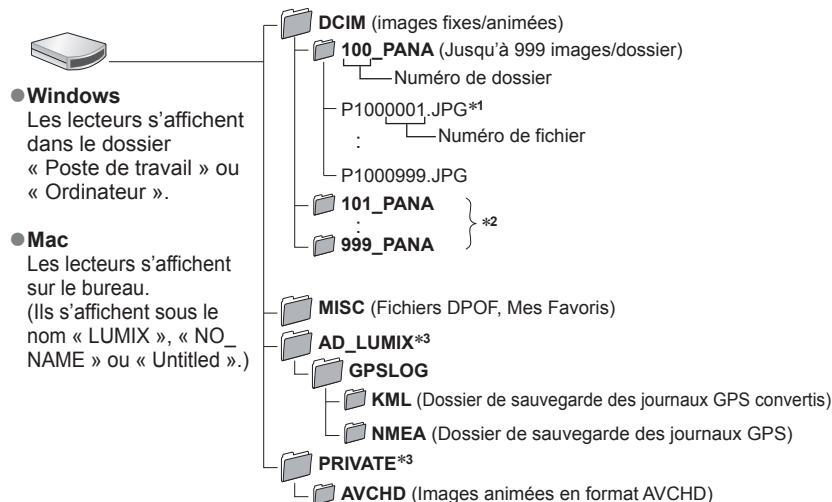 ●Windows
Les lecteurs s'affichent
dans le dossier
« Poste de travail » ou
« Ordinateur ».
●Mac
Les lecteurs s'affichent
sur le bureau.
(Ils s'affichent sous le
nom « LUMIX », « NO_
NAME » ou « Untitled ».)
DCIM (images fixes/animées)
100_PANA (Jusqu'à 999 images/dossier)
Numéro de dossier
P1000001.JPG*1
Numéro de fichier
:
P1000999.JPG
101_PANA
:
999_PANA
*2
MISC (Fichiers DPOF, Mes Favoris)
AD_LUMIX*3
GPSLOG
KML (Dossier de sauvegarde des journaux GPS convertis)
NMEA (Dossier de sauvegarde des journaux GPS)
PRIVATE*3
AVCHD (Images animées en format AVCHD)